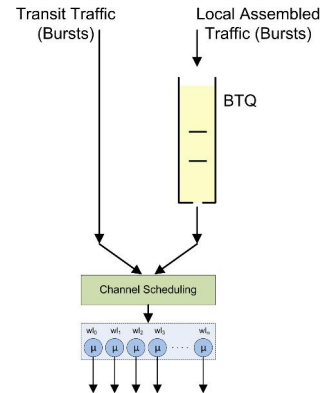 Transit Traffic
(Bursts)
Local Assembled
Traffic (Bursts)
BTQ
Channel Scheduling
wl₀ wl₁ wl₂ wl₃ wlₙ
μ μ μ μ ···· μ